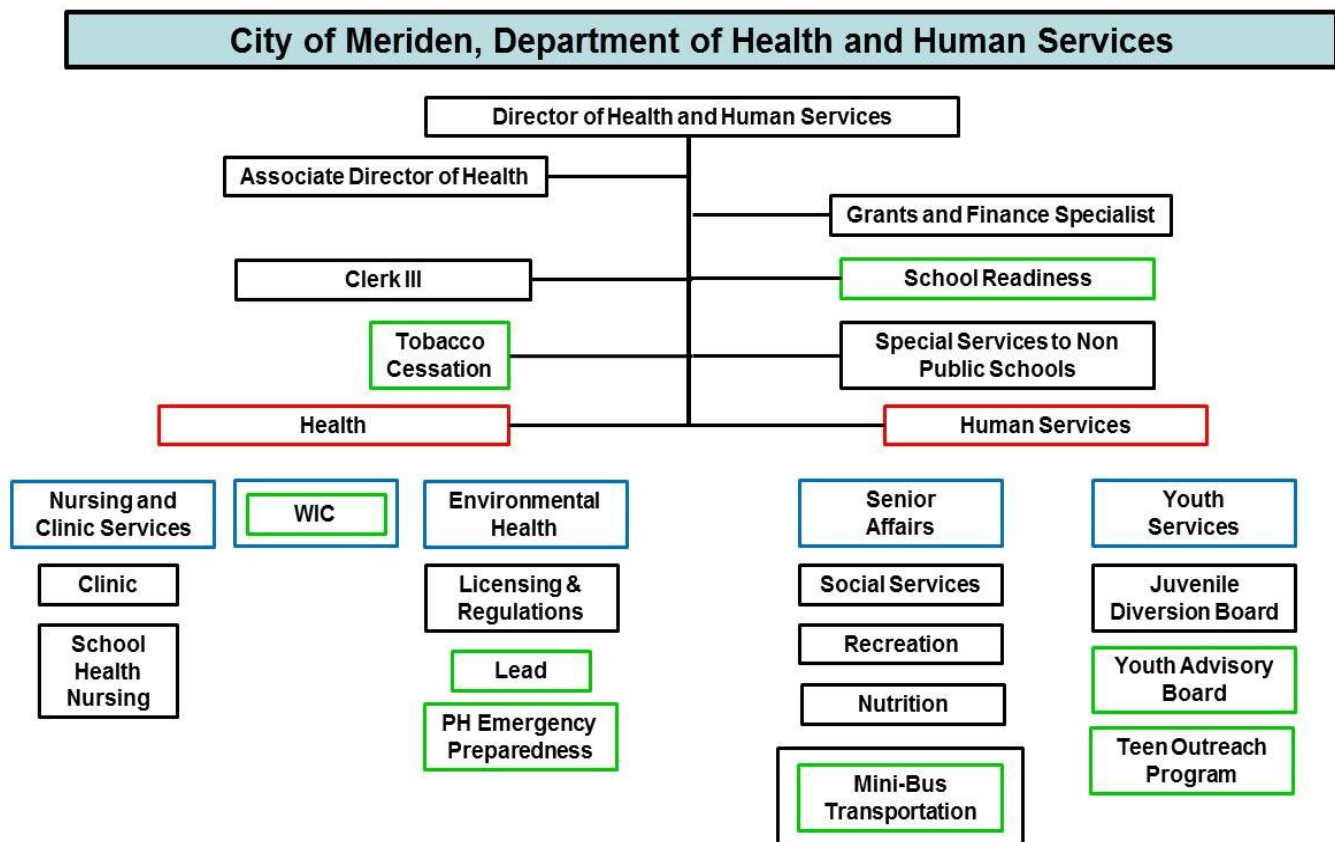 City of Meriden, Department of Health and Human Services
Director of Health and Human Services
Associate Director of Health
Grants and Finance Specialist
Clerk III
School Readiness
Tobacco
Cessation
Special Services to Non
Public Schools
Health
Human Services
Nursing and
Clinic Services
WIC
Environmental
Health
Senior
Affairs
Youth
Services
Clinic
School
Health
Nursing
Licensing &
Regulations
Lead
PH Emergency
Preparedness
Social Services
Recreation
Nutrition
Mini-Bus
Transportation
Juvenile
Diversion Board
Youth Advisory
Board
Teen Outreach
Program